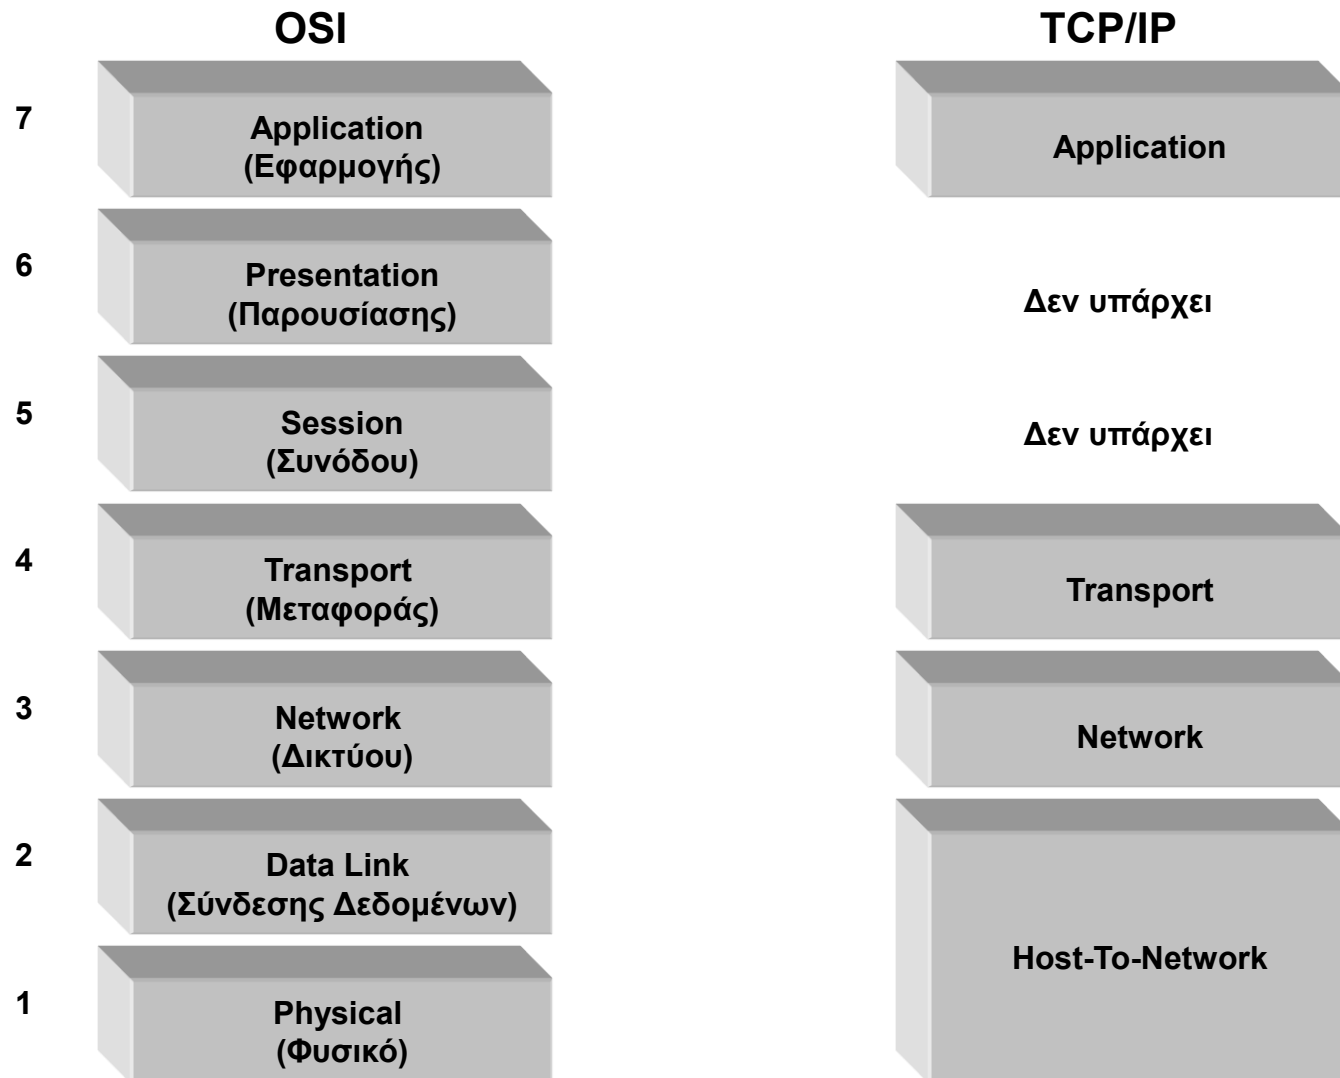 OSI
TCP/IP
7
Application
(Εφαρμογής)
Application
6
Presentation
(Παρουσίασης)
Δεν υπάρχει
5
Session
(Συνόδου)
Δεν υπάρχει
4
Transport
(Μεταφοράς)
Transport
3
Network
(Δικτύου)
Network
2
Data Link
(Σύνδεσης Δεδομένων)
Host-To-Network
1
Physical
(Φυσικό)